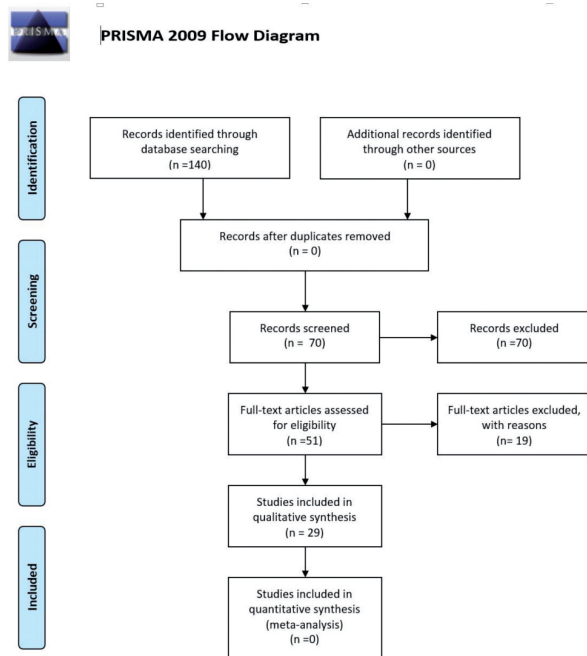 PRISMA
PRISMA 2009 Flow Diagram
Identification
Records identified through
database searching
(n =140)
Additional records identified
through other sources
(n = 0)
Records after duplicates removed
(n = 0)
Screening
Records screened
(n = 70)
Records excluded
(n =70)
Eligibility
Full-text articles assessed
for eligibility
(n =51)
Full-text articles excluded,
with reasons
(n= 19)
Studies included in
qualitative synthesis
(n = 29)
Included
Studies included in
quantitative synthesis
(meta-analysis)
(n =0)